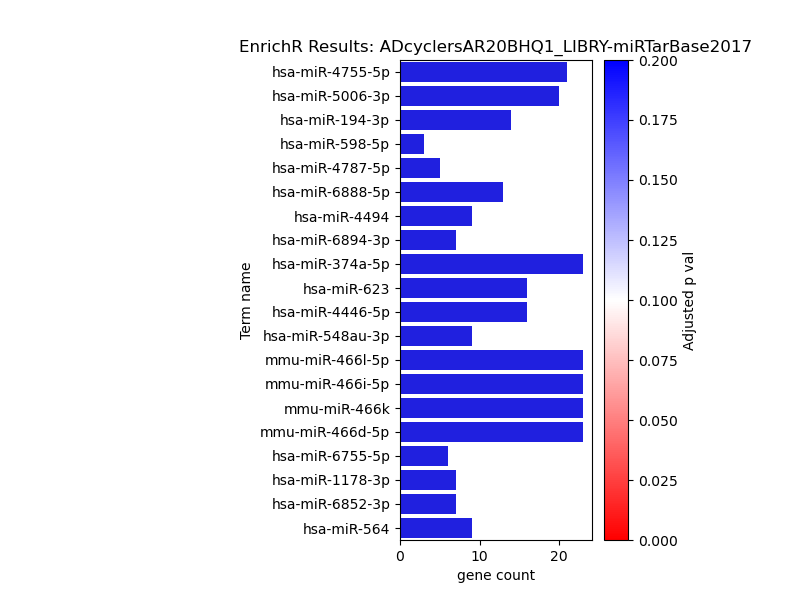 EnrichR Results: ADcyclersAR20BHQ1_LIBRY-miRTarBase2017
hsa-miR-4755-5p
hsa-miR-5006-3p
hsa-miR-194-3p
hsa-miR-598-5p
hsa-miR-4787-5p
hsa-miR-6888-5p
hsa-miR-4494
hsa-miR-6894-3p
hsa-miR-374a-5p
hsa-miR-623
hsa-miR-4446-5p
hsa-miR-548au-3p
mmu-miR-466l-5p
mmu-miR-466i-5p
mmu-miR-466k
mmu-miR-466d-5p
hsa-miR-6755-5p
hsa-miR-1178-3p
hsa-miR-6852-3p
hsa-miR-564
Term name
0 10 20
gene count
0.200
0.175
0.150
0.125
0.100
0.075
0.050
0.025
0.000
Adjusted p val